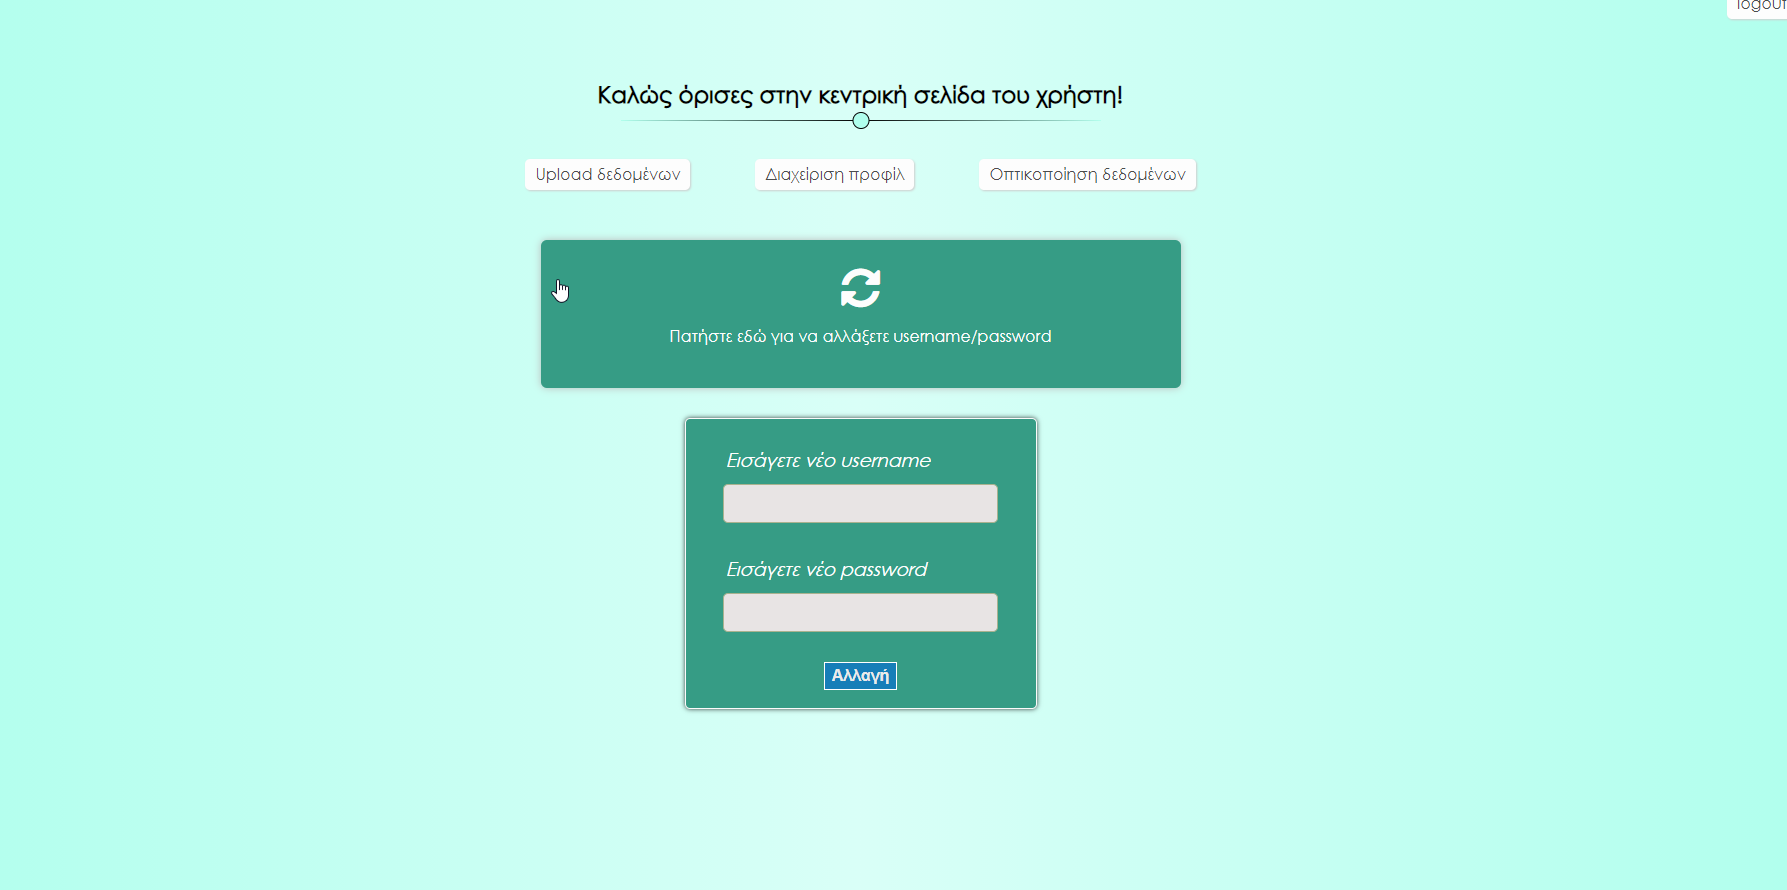 logout
Καλώς όρισες στην κεντρική σελίδα του χρήστη!
Upload δεδομένων
Διαχείριση προφίλ
Οπτικοποίηση δεδομένων
Πατήστε εδώ για να αλλάξετε username/password
Εισάγετε νέο username
Εισάγετε νέο password
Αλλαγή